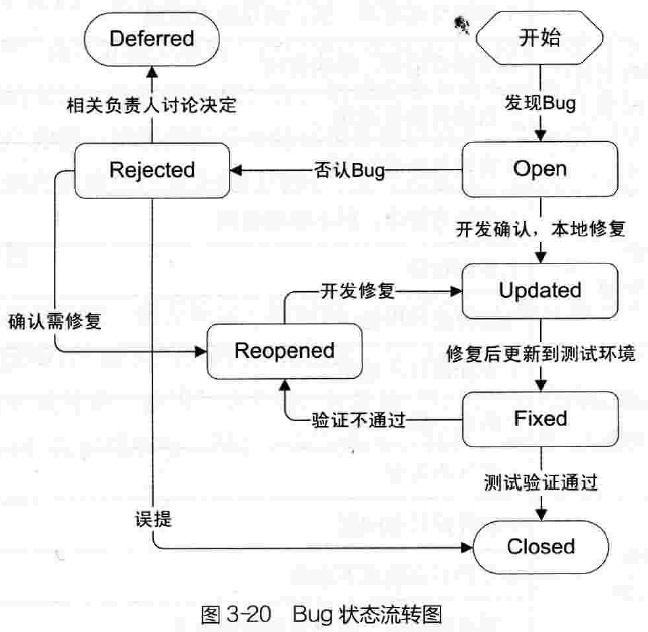 Deferred
开始
相关负责人讨论决定
发现Bug
Rejected
否认Bug
Open
开发确认，本地修复
开发修复
Updated
确认需修复
Reopened
修复后更新到测试环境
验证不通过
Fixed
测试验证通过
误提
Closed
图 3-20 Bug 状态流转图